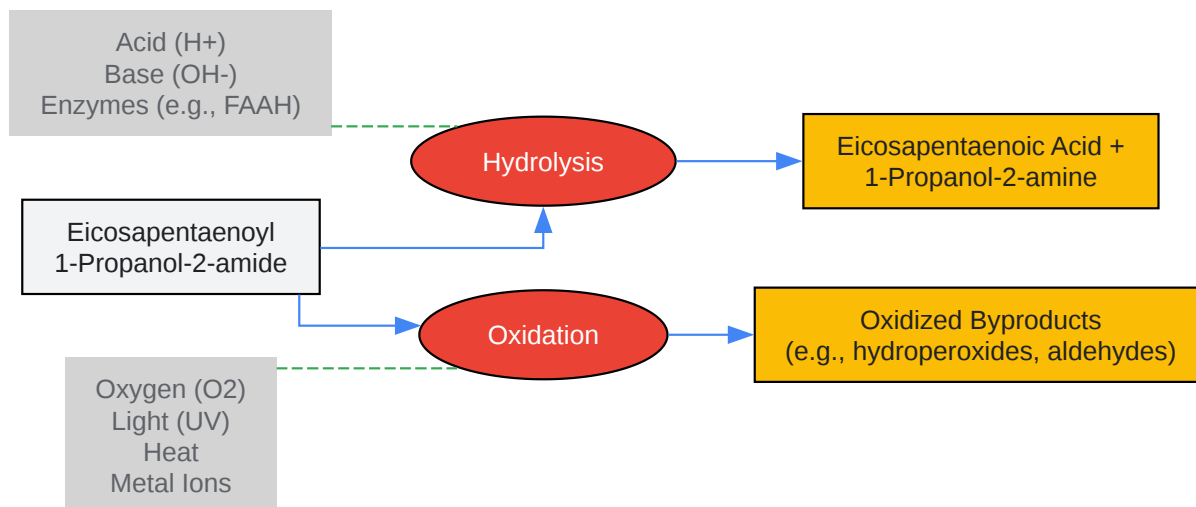 Acid (H+)
Base (OH-)
Enzymes (e.g., FAAH)
Hydrolysis
Eicosapentaenoic Acid +
1-Propanol-2-amine
Eicosapentaenoyl
1-Propanol-2-amide
Oxidation
Oxidized Byproducts
(e.g., hydroperoxides, aldehydes)
Oxygen (O2)
Light (UV)
Heat
Metal Ions